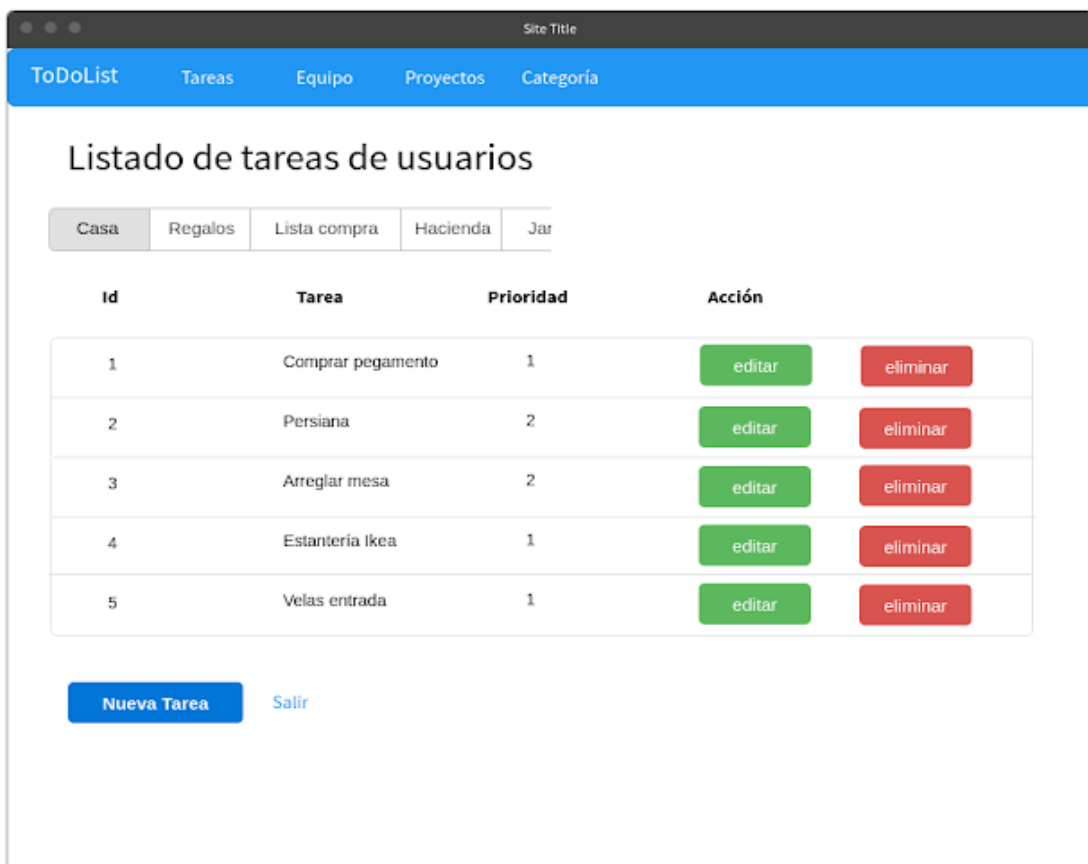 Site Title
ToDoList Tareas Equipo Proyectos Categoría
Listado de tareas de usuarios
Casa Regalos Lista compra Hacienda
Id Tarea Prioridad Acción
1 Comprar pegamento 1 editar eliminar
2 Persiana 2 editar eliminar
3 Arreglar mesa 2 editar eliminar
4 Estantería Ikea 1 editar eliminar
5 Velas entrada 1 editar eliminar
Nueva Tarea Salir